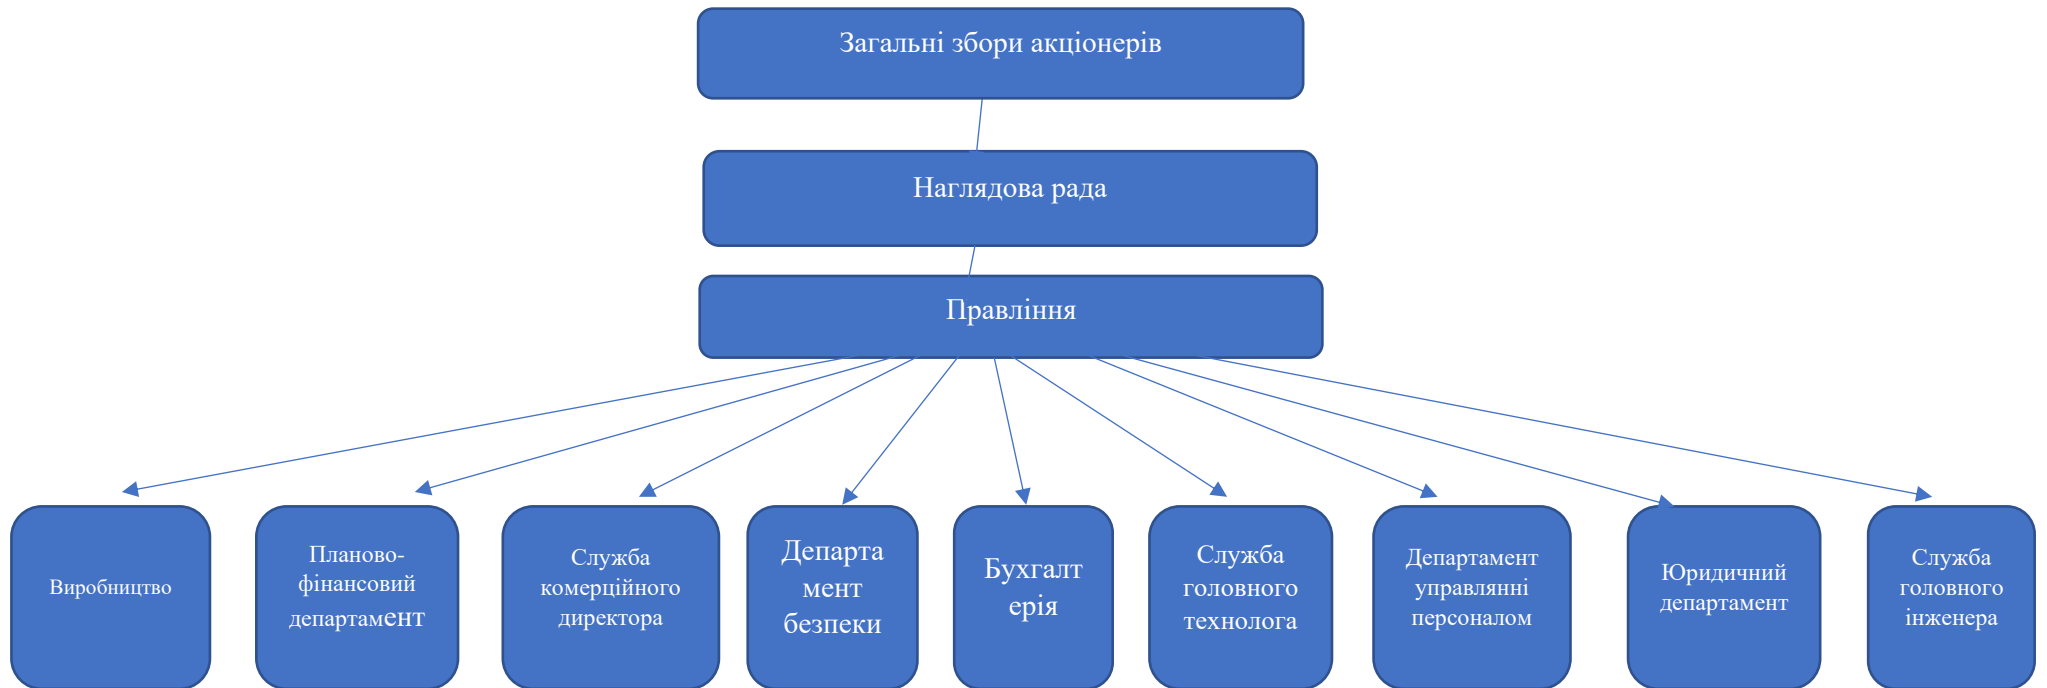 Загальні збори акціонерів
Наглядова рада
Правління
Виробництво
Планово-
фінансовий
департамент
Служба
комерційного
директора
Департа
мент
безпеки
Бухгалт
ерія
Служба
головного
технолога
Департамент
управлянні
персоналом
Юридичний
департамент
Служба
головного
інженера